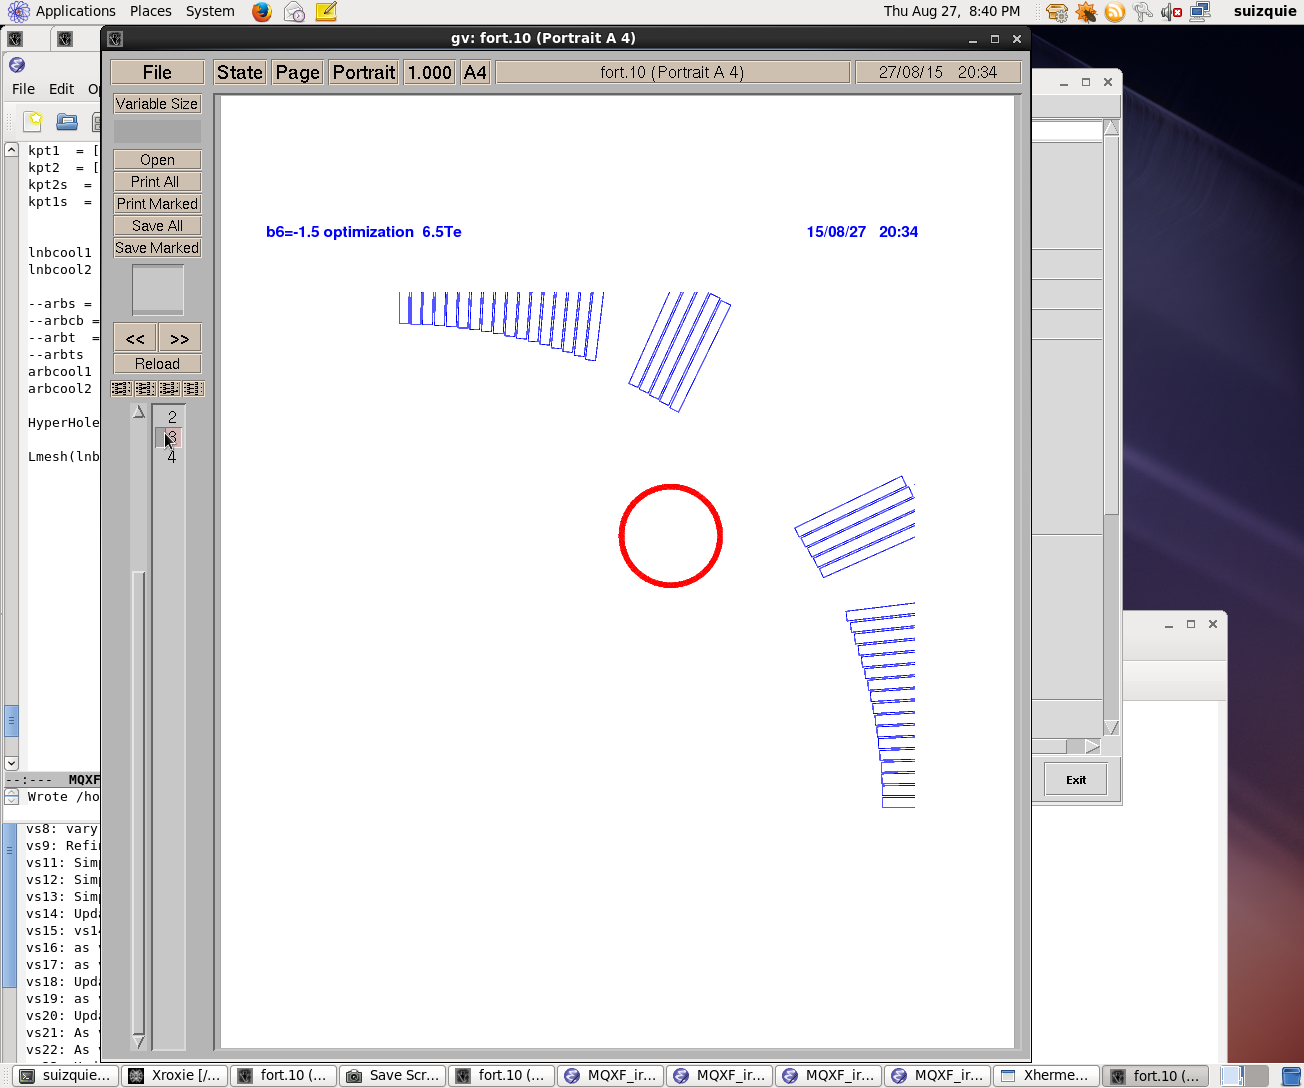 Applications Places System
Thu Aug 27, 8:40 PM
suizquie
gv: fort.10 (Portrait A 4)
File
State
Page
Portrait
1.000
A4
fort.10 (Portrait A 4)
27/08/15 20:34
Variable Size
Open
Print All
Print Marked
Save All
Save Marked
<< >>
Reload
2
3
4
b6=-1.5 optimization 6.5Te
15/08/27 20:34
File Edit
kpt1 = [
kpt2 = [
kpt2s =
kpt1s =
lnbcool1
lnbcool2
--arbs =
--arbcb =
--arbt =
--arbts
arbcool1
arbcool2
HyperHole
Lmesh(lnb
--:--- MQXF
Wrote /ho
vs8: vary
vs9: Refi
vs11: Sim
vs12: Sim
vs13: Sim
vs14: Upd
vs15: vs1
vs16: as
vs17: as
vs18: Upd
vs19: as
vs20: Upd
vs21: As
vs22: As
Exit
suizquie...
Xroxie [/...
fort.10 (...
Save Scr...
fort.10 (...
MQXF_ir...
MQXF_ir...
MQXF_ir...
MQXF_ir...
Xherme...
fort.10 (...